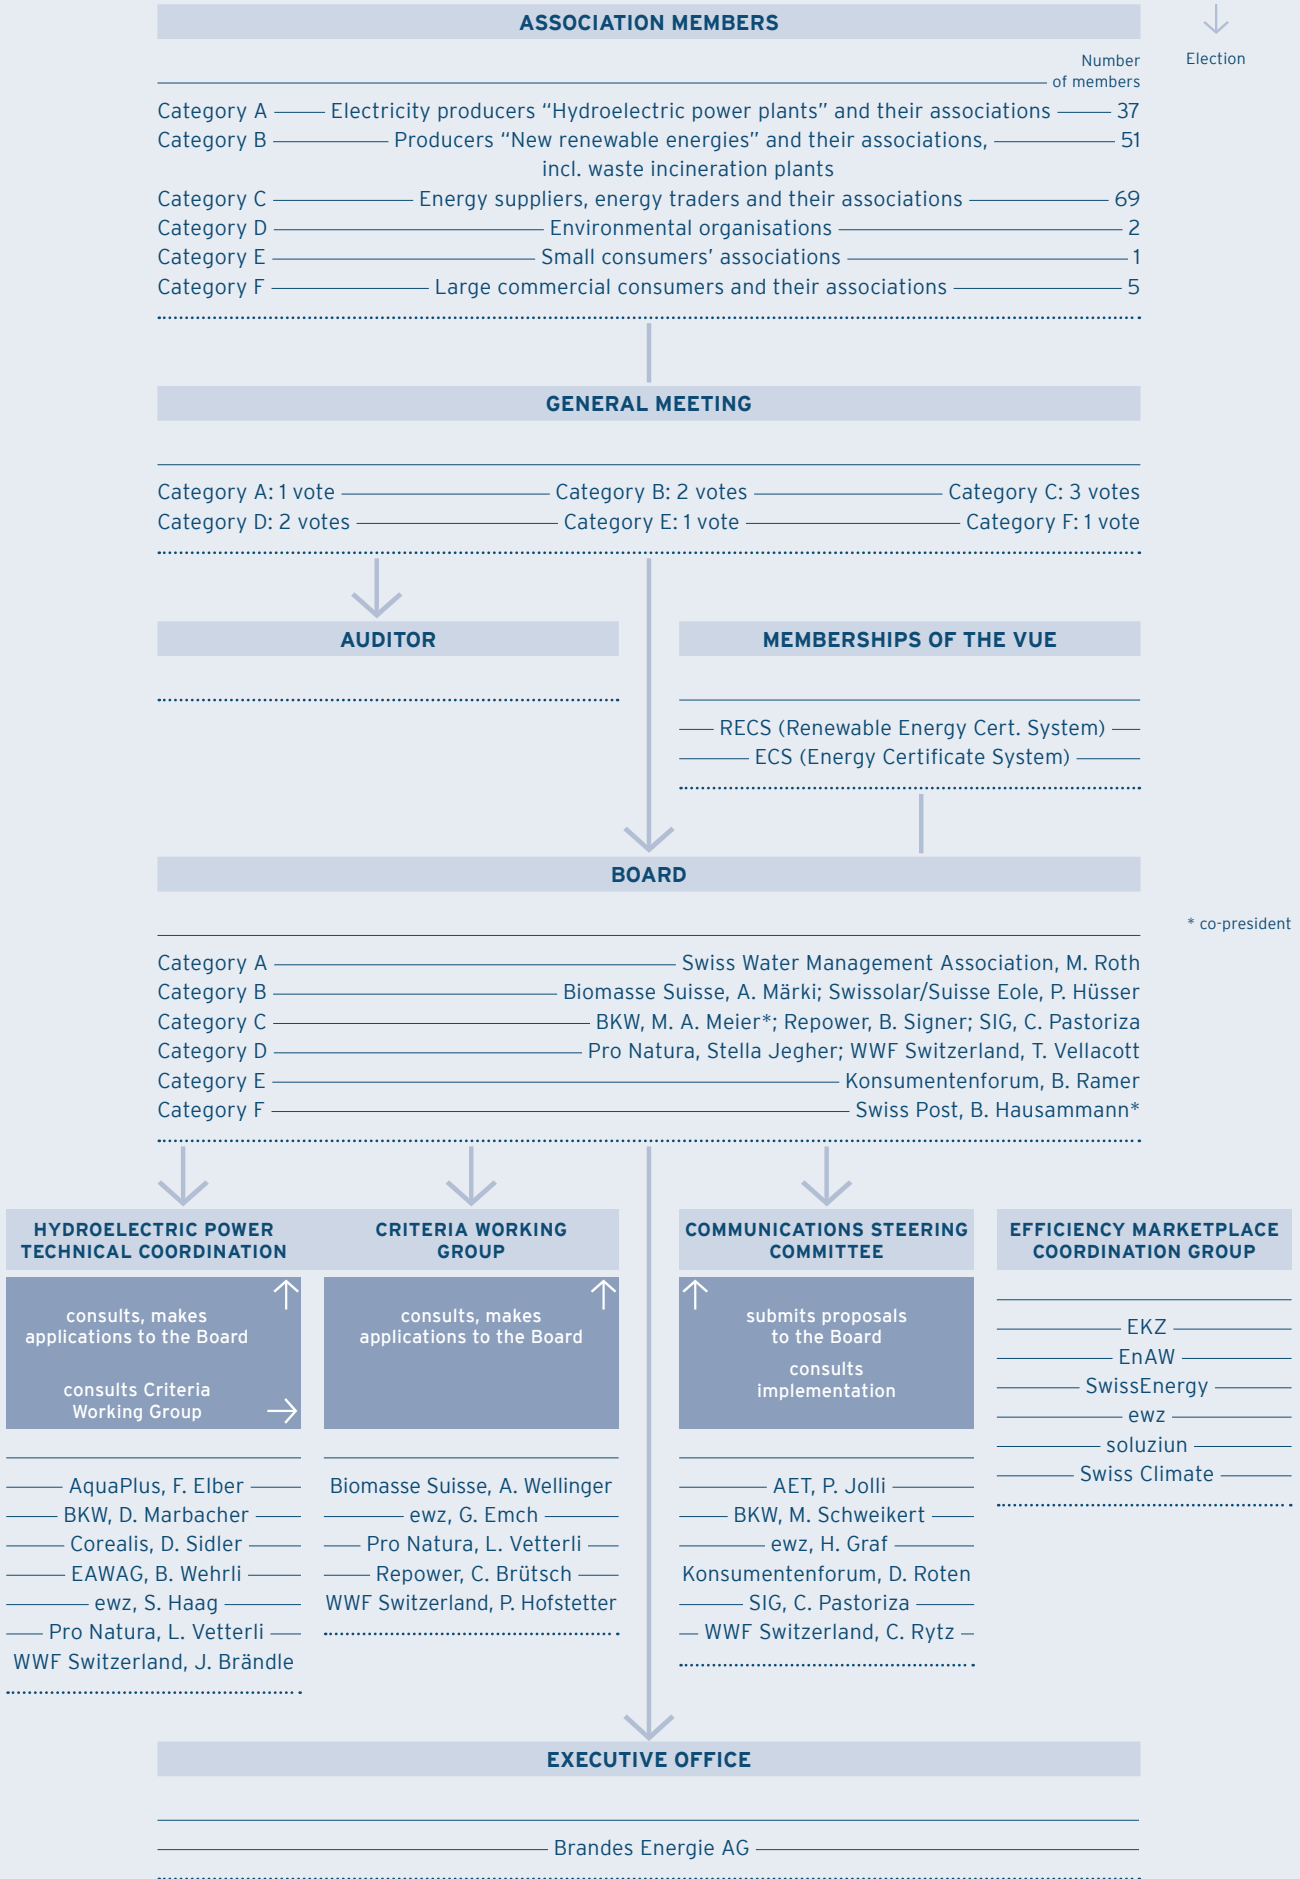 ASSOCIATION MEMBERS
Election
Number
of members
Category A Electricity producers “Hydroelectric power plants” and their associations 37
Category B Producers “New renewable energies” and their associations, 51
incl. waste incineration plants
Category C Energy suppliers, energy traders and their associations 69
Category D Environmental organisations 2
Category E Small consumers’ associations 1
Category F Large commercial consumers and their associations 5
GENERAL MEETING
Category A: 1 vote Category B: 2 votes Category C: 3 votes
Category D: 2 votes Category E: 1 vote Category F: 1 vote
AUDITOR
MEMBERSHIPS OF THE VUE
RECS (Renewable Energy Cert. System)
ECS (Energy Certificate System)
BOARD
* co-president
Category A Swiss Water Management Association, M. Roth
Category B Biomasse Suisse, A. Märki; Swissolar/Suisse Eole, P. Hüsser
Category C BKW, M. A. Meier*; Repower, B. Signer; SIG, C. Pastoriza
Category D Pro Natura, Stella Jegher; WWF Switzerland, T. Vellacott
Category E Konsumentenforum, B. Ramer
Category F Swiss Post, B. Hausammann*
HYDROELECTRIC POWER
TECHNICAL COORDINATION
consults, makes
applications to the Board
consults Criteria
Working Group
AquaPlus, F. Elber
BKW, D. Marbacher
Corealis, D. Sidler
EAWAG, B. Wehrli
ewz, S. Haag
Pro Natura, L. Vetterli
WWF Switzerland, J. Brändle
CRITERIA WORKING
GROUP
consults, makes
applications to the Board
Biomasse Suisse, A. Wellinger
ewz, G. Emch
Pro Natura, L. Vetterli
Repower, C. Brütsch
WWF Switzerland, P. Hofstetter
COMMUNICATIONS STEERING
COMMITTEE
submits proposals
to the Board
consults
implementation
AET, P. Jolli
BKW, M. Schweikert
ewz, H. Graf
Konsumentenforum, D. Roten
SIG, C. Pastoriza
WWF Switzerland, C. Rytz
EFFICIENCY MARKETPLACE
COORDINATION GROUP
EKZ
EnAW
SwissEnergy
ewz
soluziun
Swiss Climate
EXECUTIVE OFFICE
Brandes Energie AG